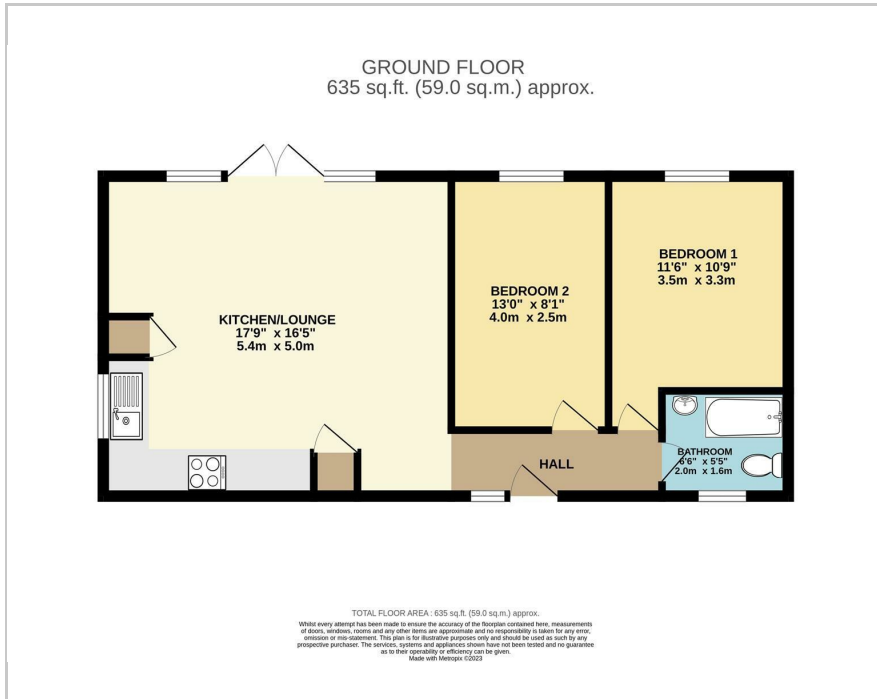 GROUND FLOOR
635 sq.ft. (59.0 sq.m.) approx.
BEDROOM 1
11'6" x 10'9"
3.5m x 3.3m
BEDROOM 2
13'0" x 8'1"
4.0m x 2.5m
KITCHEN/LOUNGE
17'9" x 16'5"
5.4m x 5.0m
HALL
BATHROOM
6'6" x 5'5"
2.0m x 1.6m
TOTAL FLOOR AREA : 635 sq.ft. (59.0 sq.m.) approx.
Whilst every attempt has been made to ensure the accuracy of the floorplan contained here, measurements
of doors, windows, rooms and any other items are approximate and no responsibility is taken for any error,
omission or mis-statement. This plan is for illustrative purposes only and should be used as such by any
prospective purchaser. The services, systems and appliances shown have not been tested and no guarantee
as to their operability or efficiency can be given.
Made with Metropix ©2023